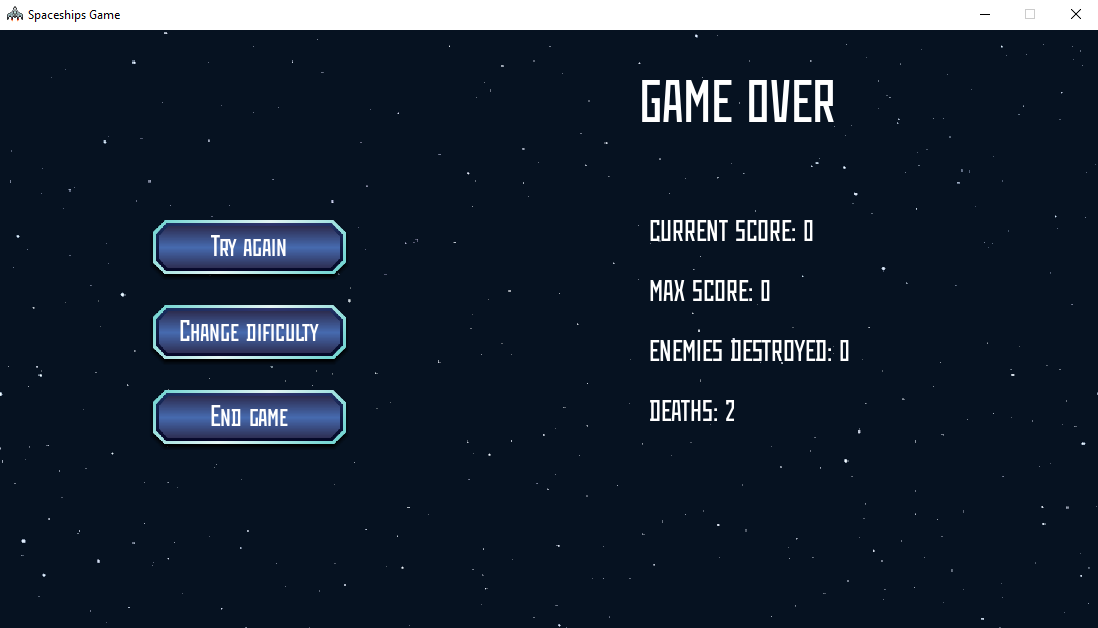 Spaceships Game
GAME OVER
Try again
Change dificulty
End game
CURRENT SCORE: 0
MAX SCORE: 0
ENEMIES DESTROYED: 0
DEATHS: 2